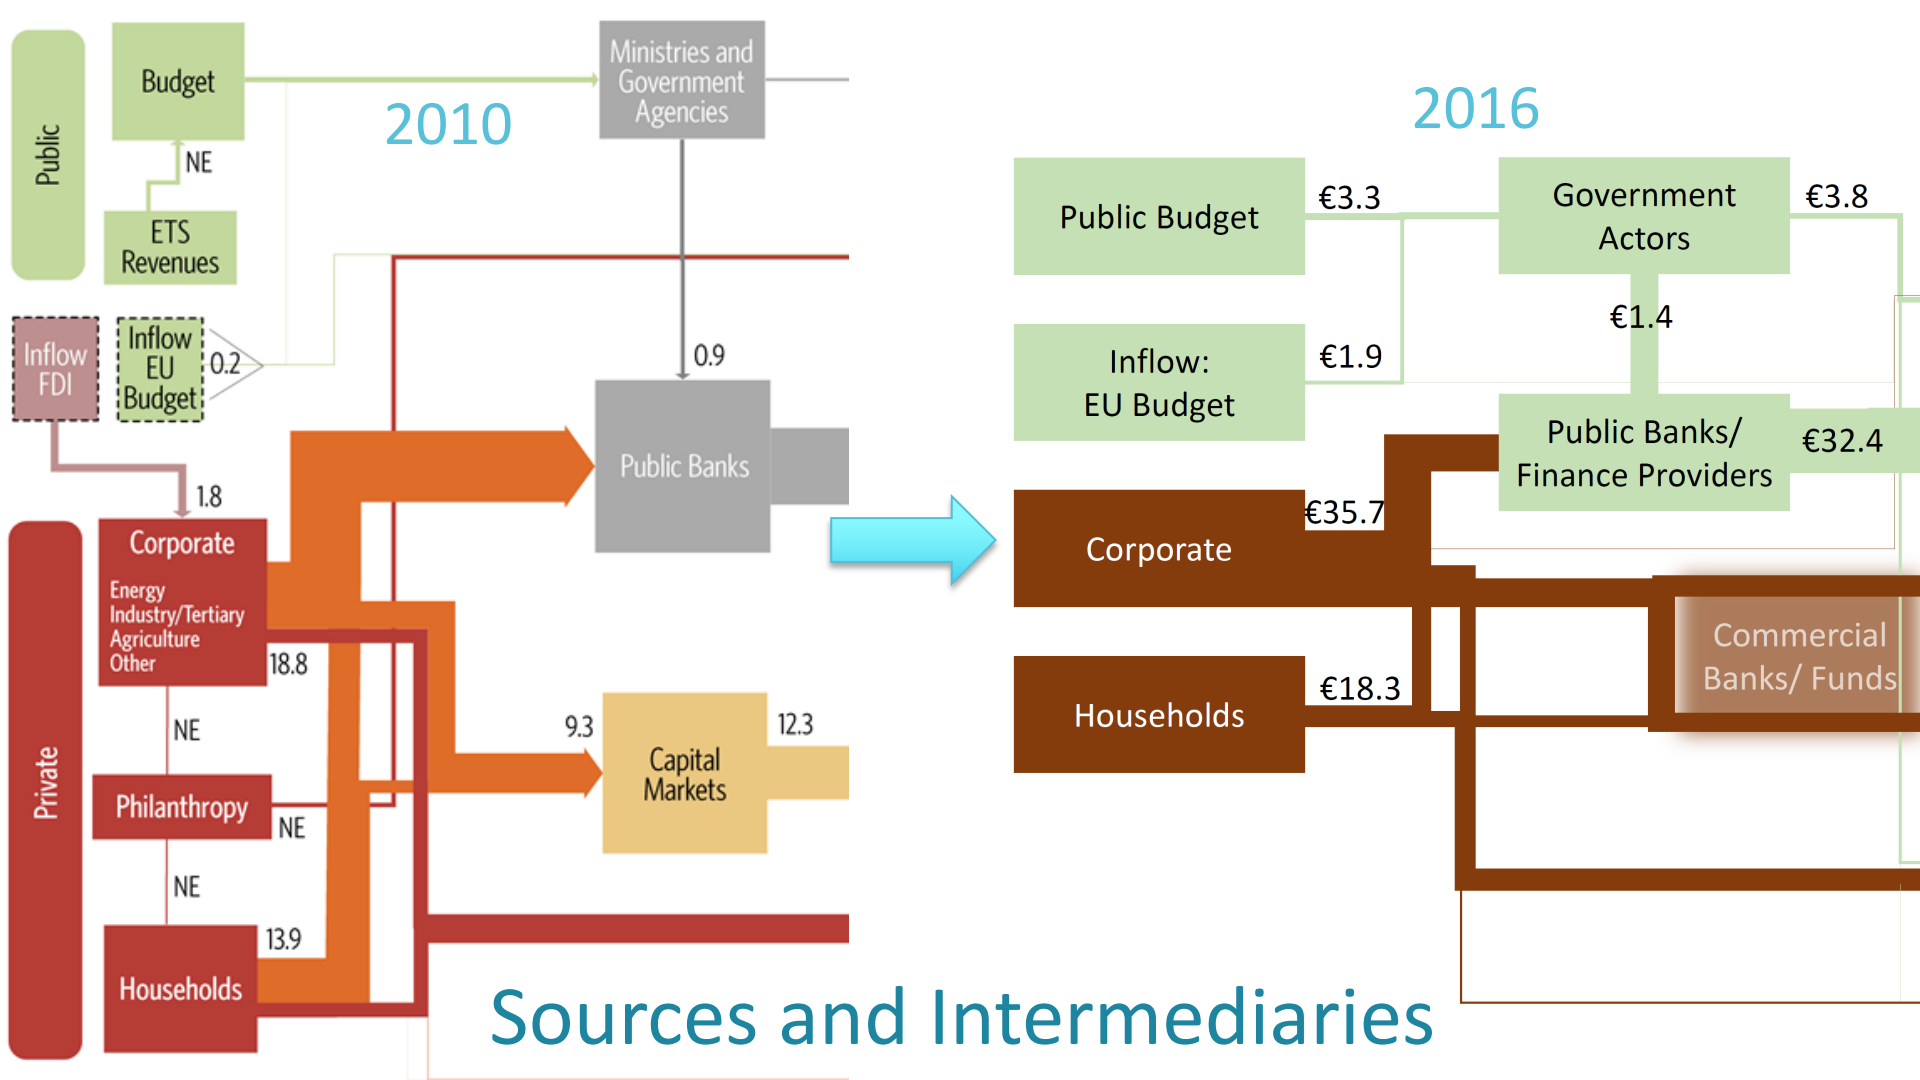 Public
Budget
NE
ETS
Revenues
2010
Ministries and
Government
Agencies
Inflow
FDI
Inflow
EU
Budget
0.2
0.9
1.8
Public Banks
Private
Corporate
Energy
Industry/Tertiary
Agriculture
Other
18.8
NE
Philanthropy
NE
NE
13.9
Households
9.3
Capital
Markets
12.3
2016
Public Budget
€3.3
Government
Actors
€3.8
€1.4
Inflow:
EU Budget
€1.9
Public Banks/
Finance Providers
€32.4
Corporate
€35.7
Commercial
Banks/ Funds
Households
€18.3
Sources and Intermediaries